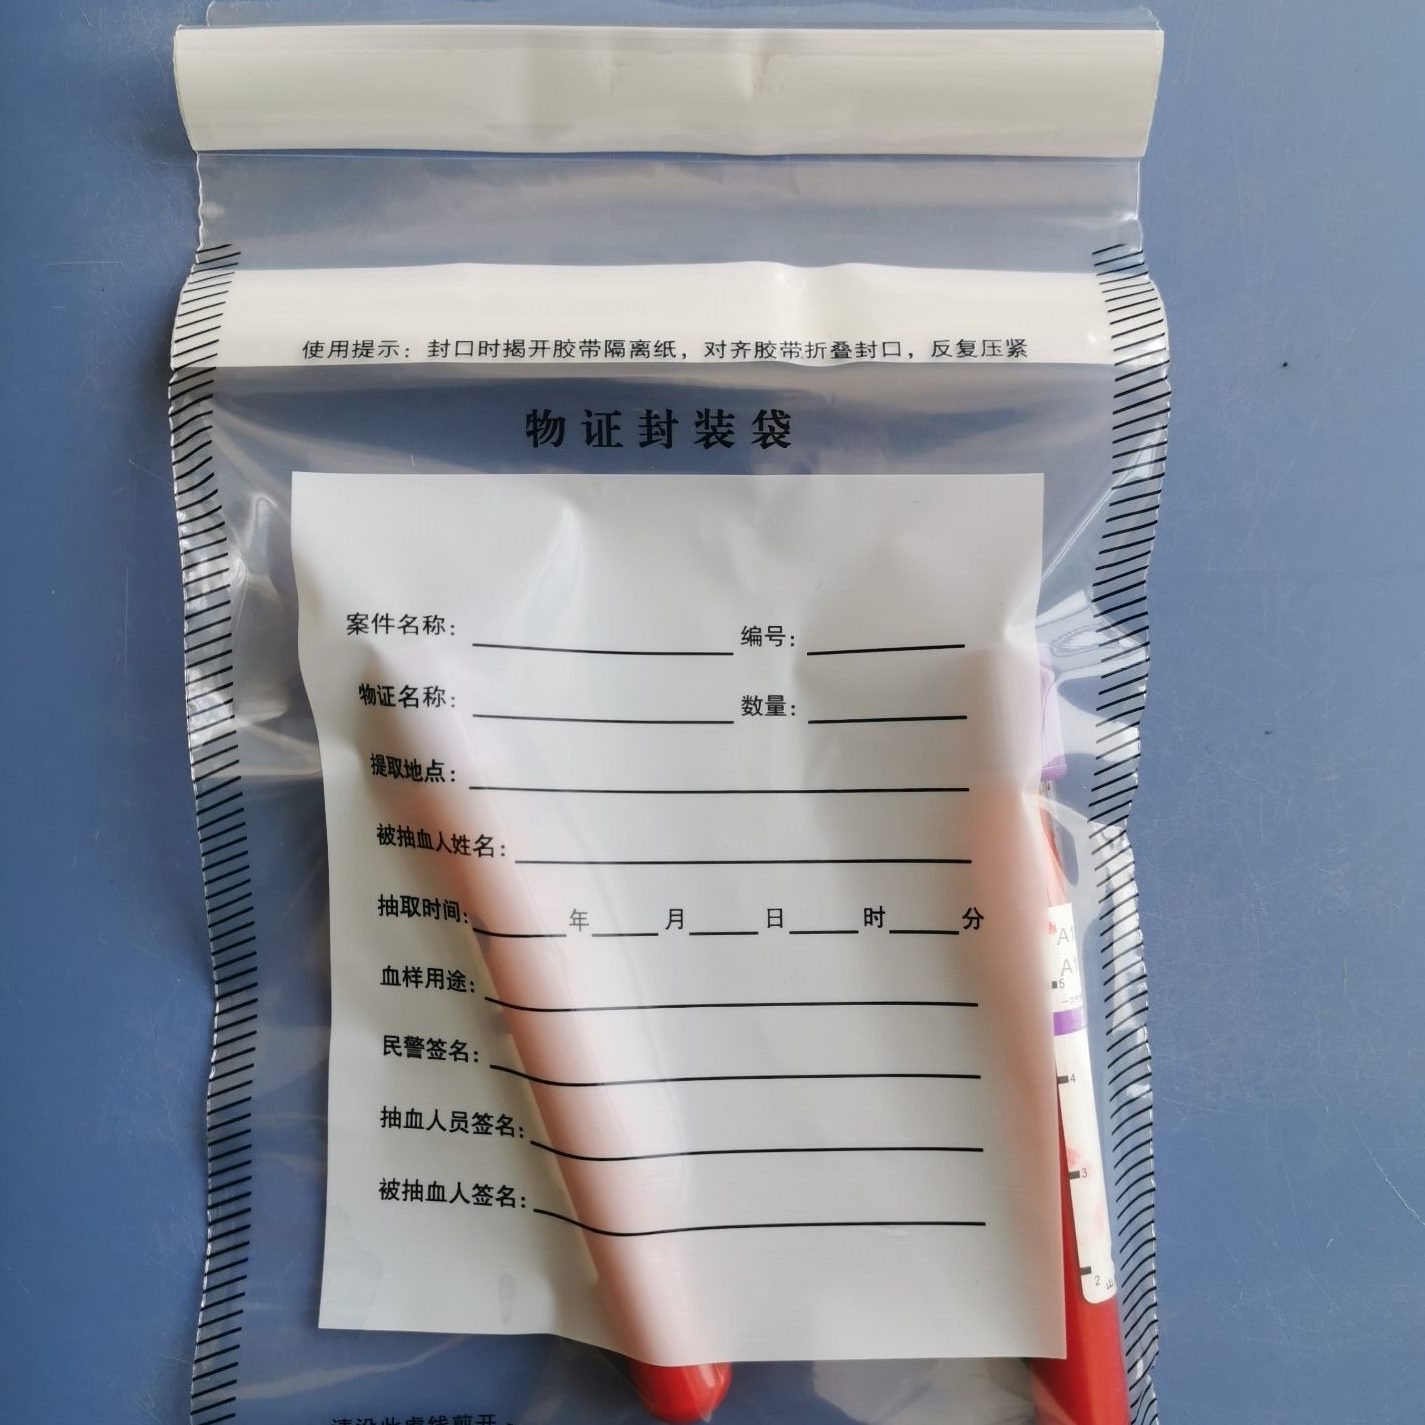 使用提示：封口时揭开胶带隔离纸，对齐胶带折叠封口，反复压紧
物证封装袋
案件名称： 编号：
物证名称： 数量：
提取地点：
被抽血人姓名：
抽取时间： 年 月 日 时 分
血样用途：
民警签名：
抽血人员签名：
被抽血人签名：
5
4
3
2